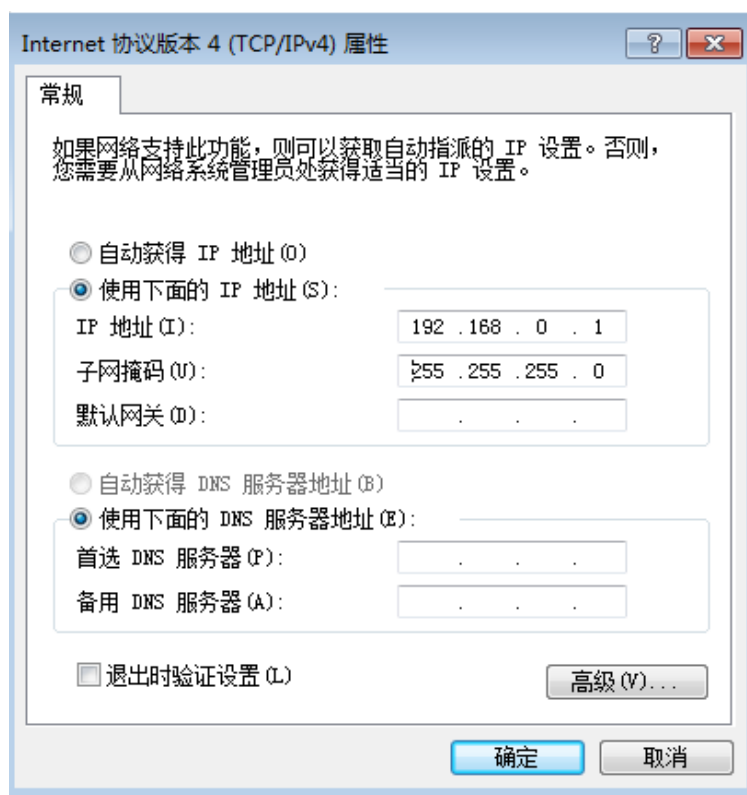 Internet 协议版本 4 (TCP/IPv4) 属性
常规
如果网络支持此功能，则可以获取自动指派的 IP 设置。否则，
您需要从网络系统管理员处获得适当的 IP 设置。
自动获得 IP 地址(O)
使用下面的 IP 地址(S):
IP 地址(I): 192 . 168 . 0 . 1
子网掩码(U): 255 . 255 . 255 . 0
默认网关(D): . . .
自动获得 DNS 服务器地址(B)
使用下面的 DNS 服务器地址(E):
首选 DNS 服务器(P): . . .
备用 DNS 服务器(A): . . .
退出时验证设置(L)
高级(V)...
确定 取消